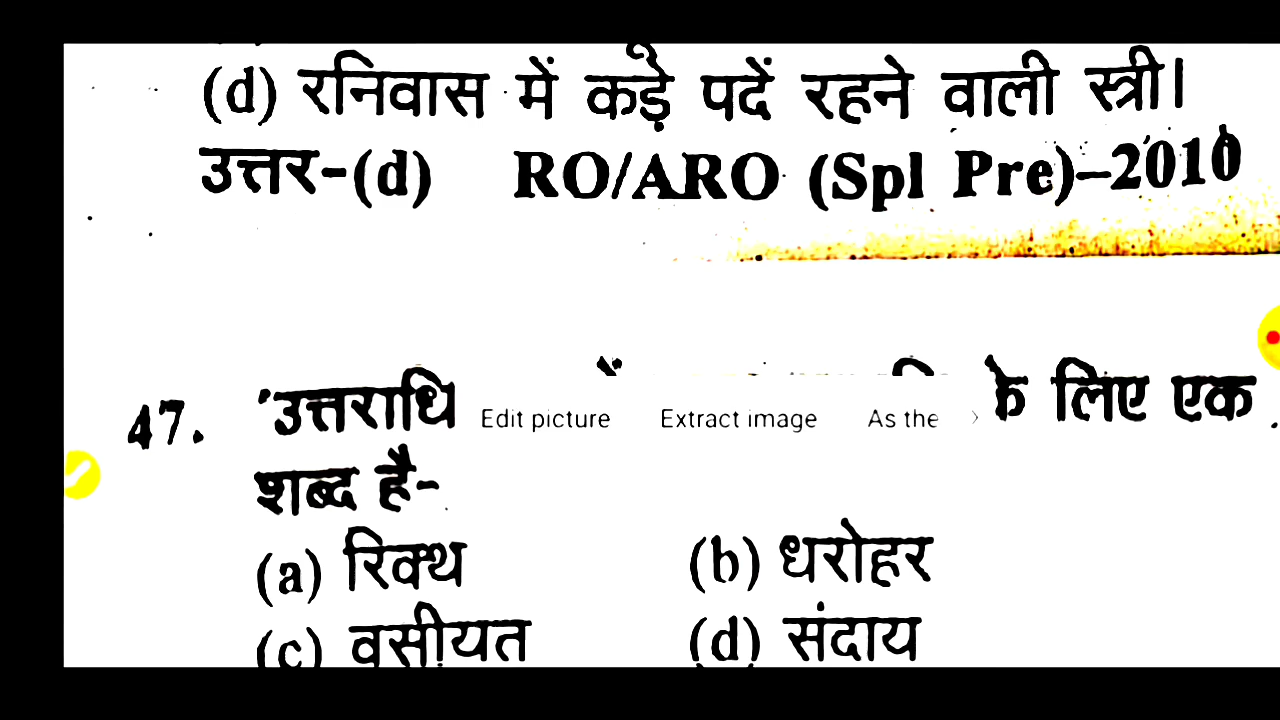 (d) रनिवास में कड़े पर्दे रहने वाली स्त्री।
उत्तर-(d) RO/ARO (Spl Pre)–2010
47. 'उत्तराधि के लिए एक
Edit picture Extract image As the
शब्द है-
(a) रिक्थ (b) धरोहर
(c) वसीयत (d) संदाय